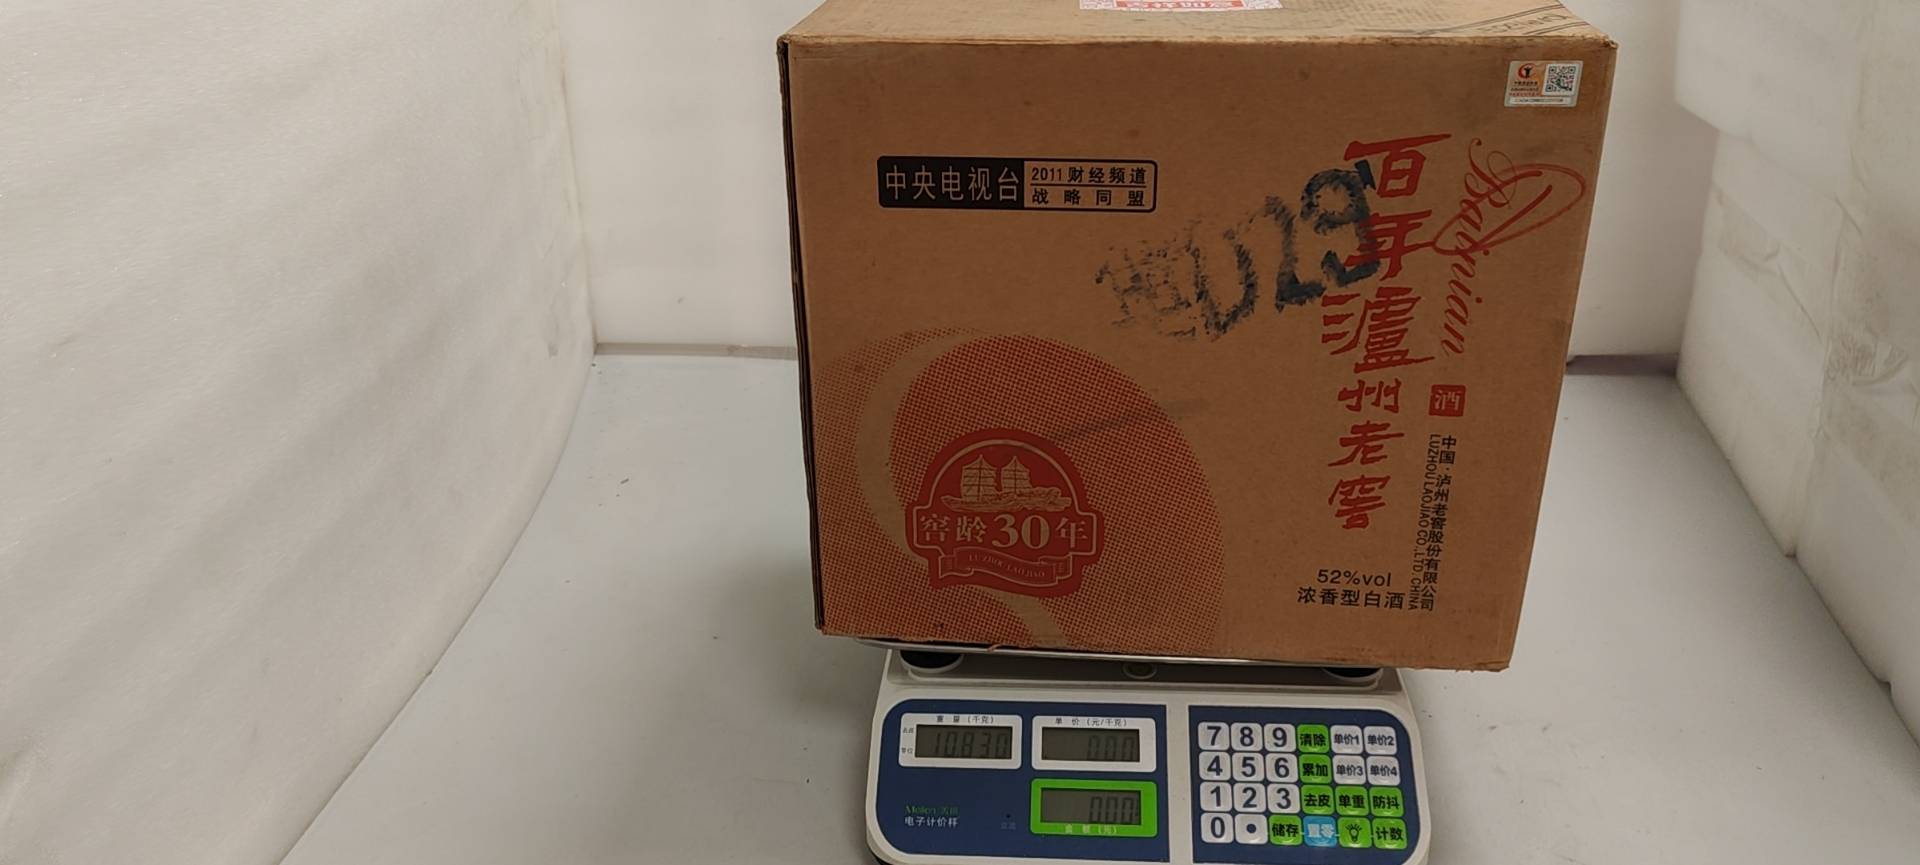 中央电视台
2011财经频道
战略同盟
百年泸州老窖
Bainian
酒
中国·泸州老窖股份有限公司
LUZHOU LAOJIAO CO.,LTD.CHINA
窖龄30年
LUZHOU LAOJIAO
52%vol
浓香型白酒
重量(千克)
单价(元/千克)
10.830
0.00
0.00
金额(元)
电子计价秤
7 8 9 清除 单价1 单价2
4 5 6 累加 单价3 单价4
1 2 3 去皮 单重 防抖
0 · 储存 置零 计数